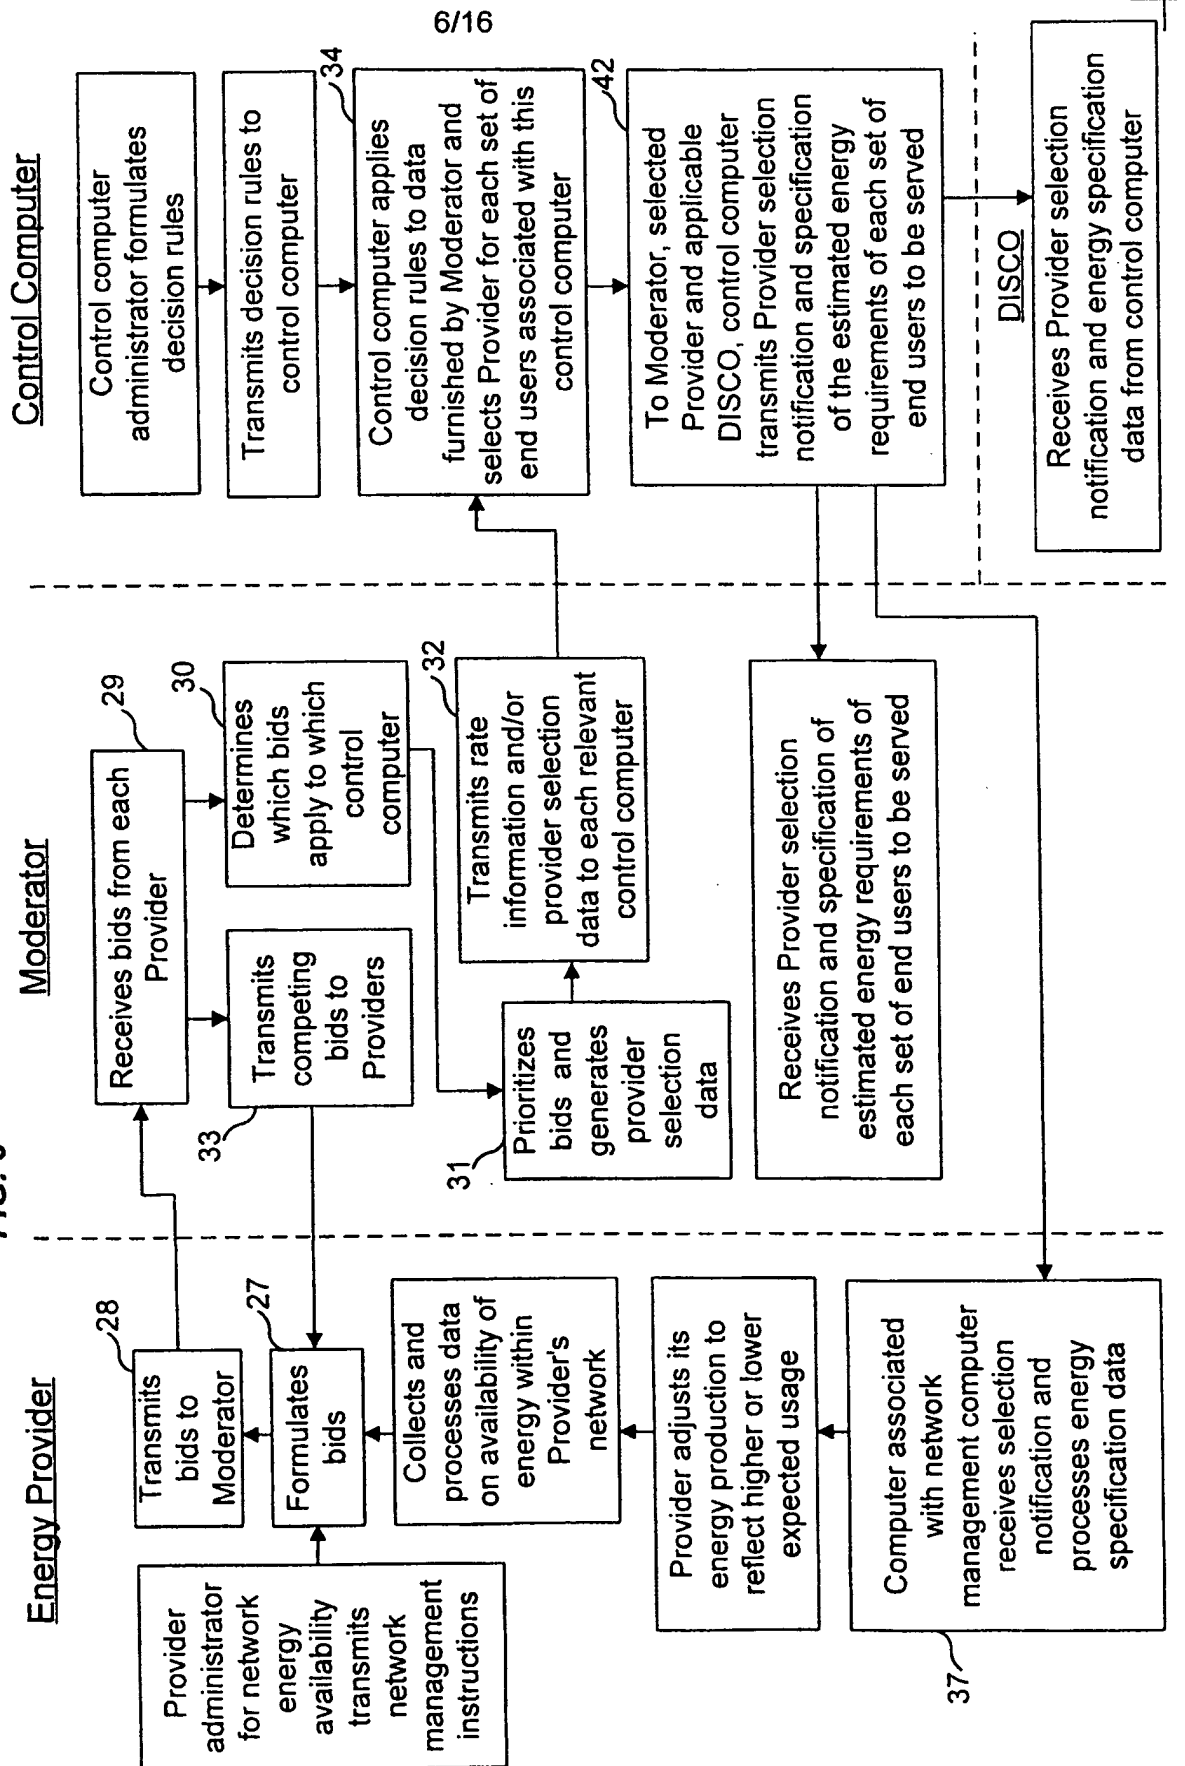 6/16
Energy Provider
Provider
administrator
for network
energy
availability
transmits
network
management
instructions
28
Transmits
bids to
Moderator
27
Formulates
bids
Collects and
processes data
on availability of
energy within
Provider's
network
Provider adjusts its
energy production to
reflect higher or lower
expected usage
Computer associated
with network
management computer
receives selection
notification and
processes energy
specification data
37
Moderator
29
Receives bids from each
Provider
33
Transmits
competing
bids to
Providers
30
Determines
which bids
apply to which
control
computer
31
Prioritizes
bids and
generates
provider
selection
data
32
Transmits rate
information and/or
provider selection
data to each relevant
control computer
Receives Provider selection
notification and specification of
estimated energy requirements of
each set of end users to be served
Control Computer
Control computer
administrator formulates
decision rules
Transmits decision rules to
control computer
34
Control computer applies
decision rules to data
furnished by Moderator and
selects Provider for each set of
end users associated with this
control computer
42
To Moderator, selected
Provider and applicable
DISCO, control computer
transmits Provider selection
notification and specification
of the estimated energy
requirements of each set of
end users to be served
DISCO
Receives Provider selection
notification and energy specification
data from control computer